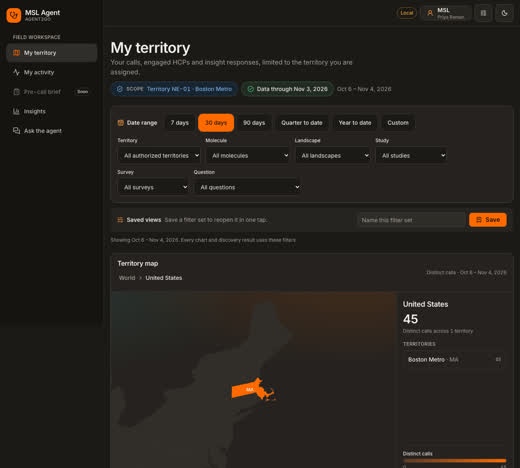 MSL Agent
AGENT2GO
Local
MSL
Priya Raman
FIELD WORKSPACE
My territory
My activity
Pre-call brief Soon
Insights
Ask the agent
My territory
Your calls, engaged HCPs and insight responses, limited to the territory you are
assigned.
SCOPE Territory NE-01 · Boston Metro
Data through Nov 3, 2026
Oct 6 – Nov 4, 2026
Date range
7 days
30 days
90 days
Quarter to date
Year to date
Custom
Territory
Molecule
Landscape
Study
All authorized territories
All molecules
All landscapes
All studies
Survey
Question
All surveys
All questions
Saved views Save a filter set to reopen it in one tap.
Name this filter set
Save
Showing Oct 6 – Nov 4, 2026. Every chart and discovery result uses these filters
Territory map
World > United States
Distinct calls · Oct 6 – Nov 4, 2026
MA
United States
45
Distinct calls across 1 territory
TERRITORIES
Boston Metro · MA
Distinct calls